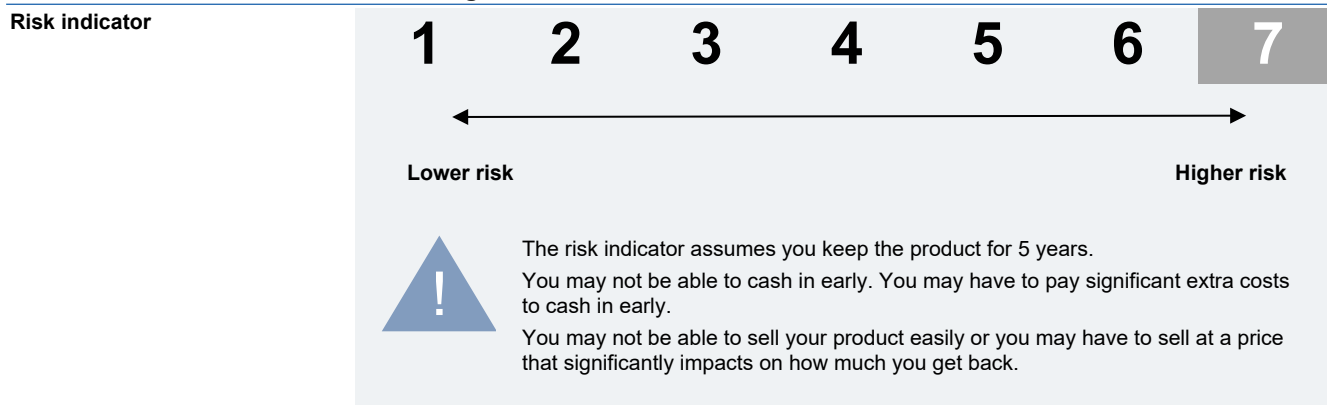 Risk indicator
1 2 3 4 5 6 7
Lower risk Higher risk
!
The risk indicator assumes you keep the product for 5 years.
You may not be able to cash in early. You may have to pay significant extra costs
to cash in early.
You may not be able to sell your product easily or you may have to sell at a price
that significantly impacts on how much you get back.